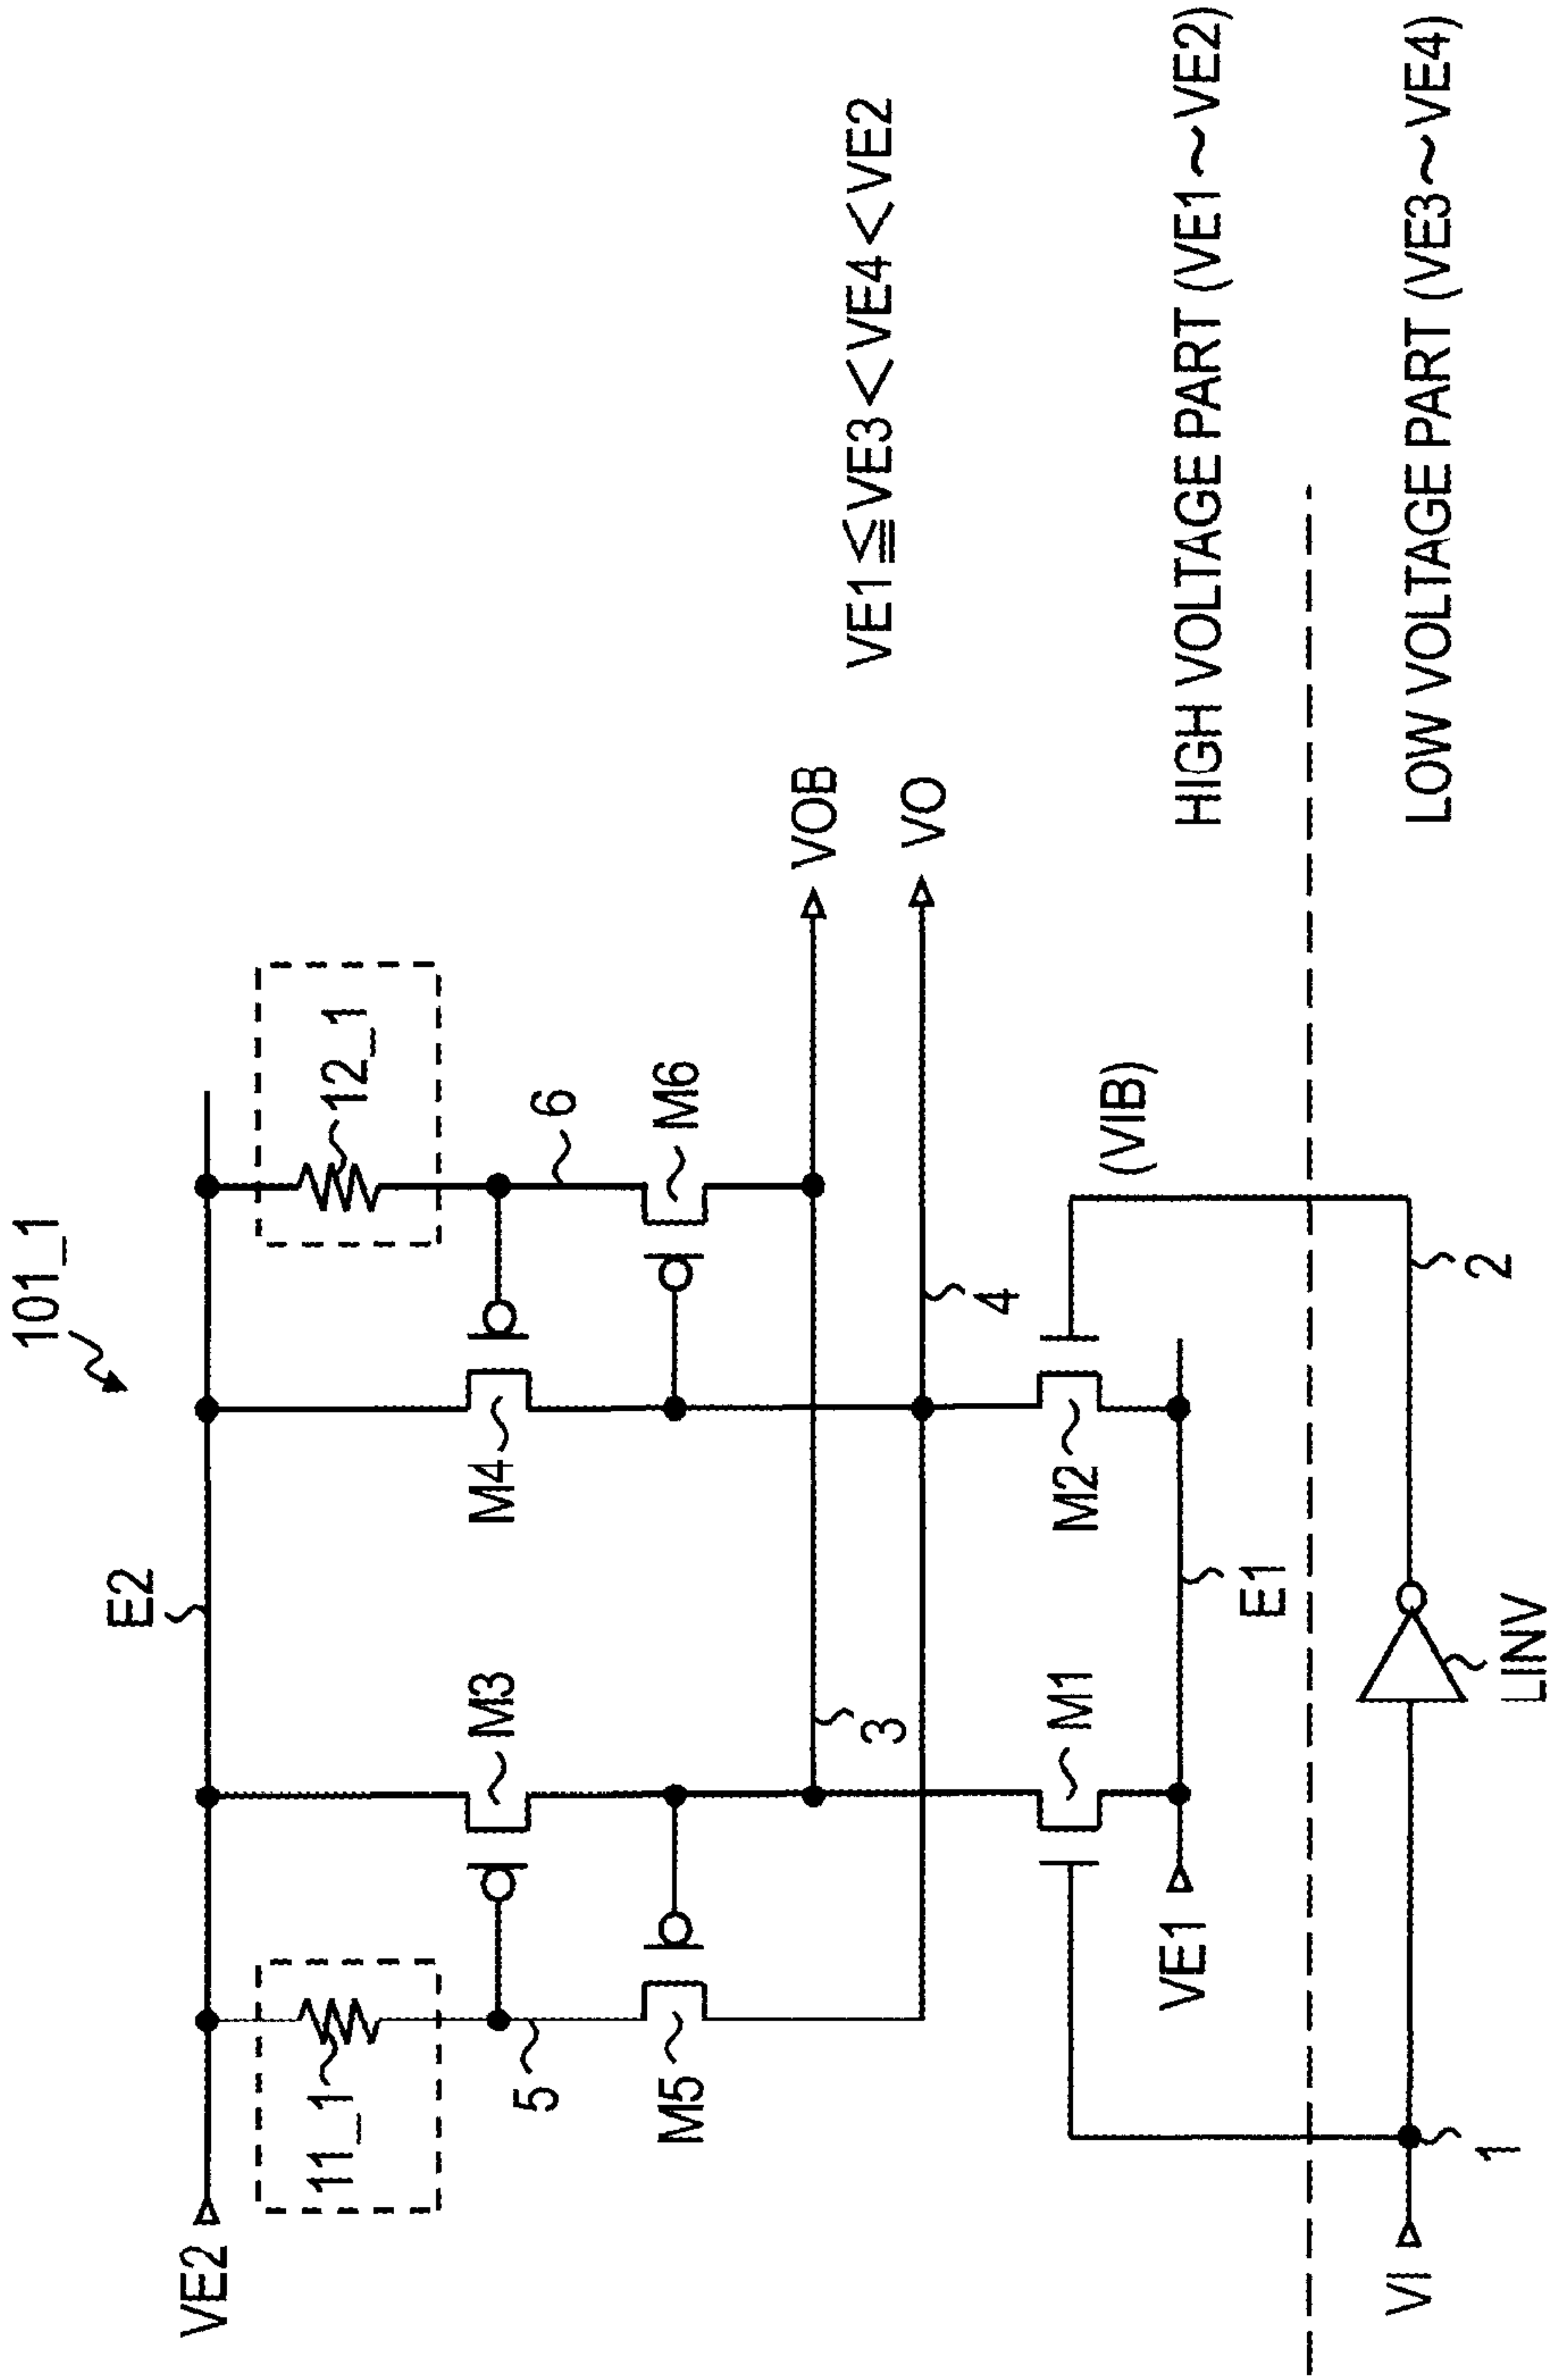 101_1
E2
VE2
11_1
12_1
M3
M4
5
6
M5
M6
VOB
3
VE1≦VE3<VE4<VE2
VO
4
M1
M2
(VIB)
VE1
E1
HIGH VOLTAGE PART (VE1~VE2)
VI
1
LINV
2
LOW VOLTAGE PART (VE3~VE4)